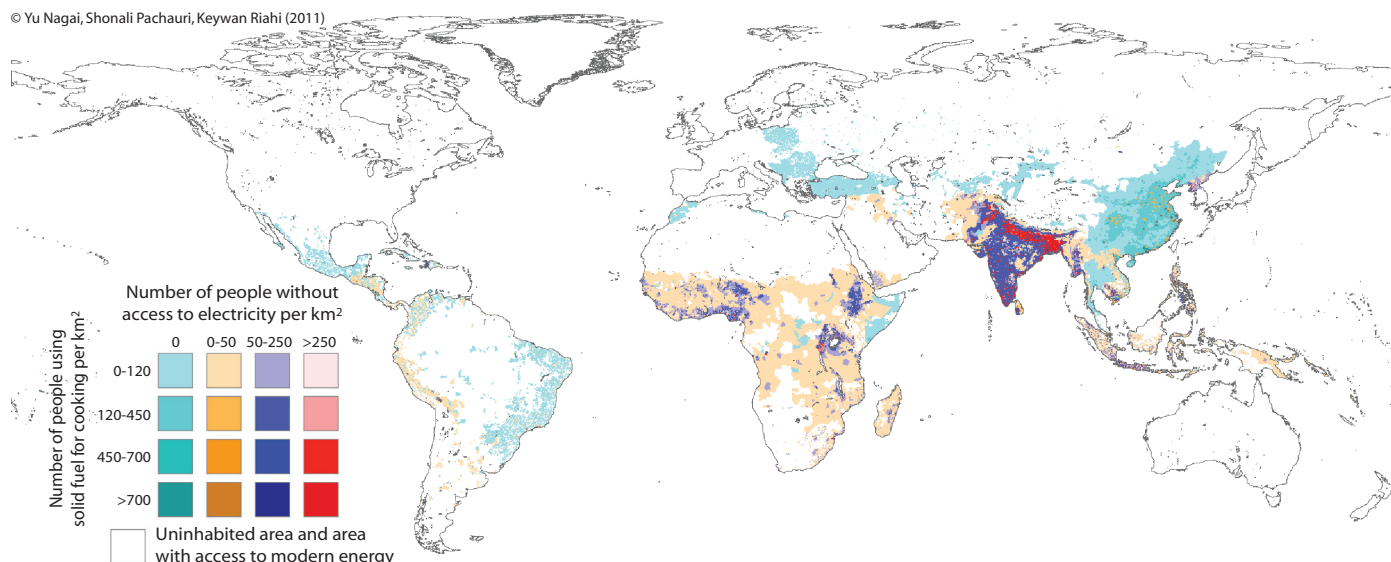 © Yu Nagai, Shonali Pachauri, Keywan Riahi (2011)
Number of people without
access to electricity per km2
0 0-50 50-250 >250
Number of people using
solid fuel for cooking per km2
0-120
120-450
450-700
>700
Uninhabited area and area
with access to modern energy